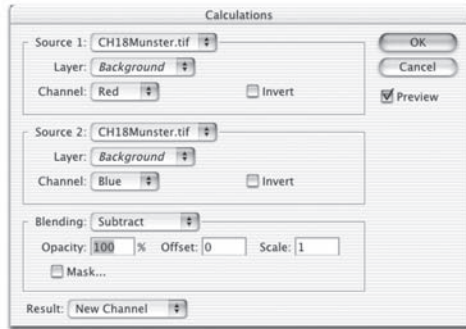 Calculations
Source 1: CH18Munster.tif
OK
Layer: Background
Cancel
Channel: Red
Invert
Preview
Source 2: CH18Munster.tif
Layer: Background
Channel: Blue
Invert
Blending: Subtract
Opacity: 100 % Offset: 0 Scale: 1
Mask...
Result: New Channel